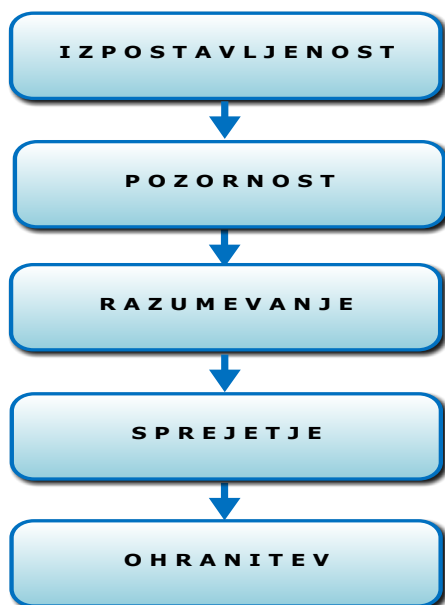 IZPOSTAVLJENOST
POZORNOST
RAZUMEVANJE
SPREJETJE
OHRANITEV